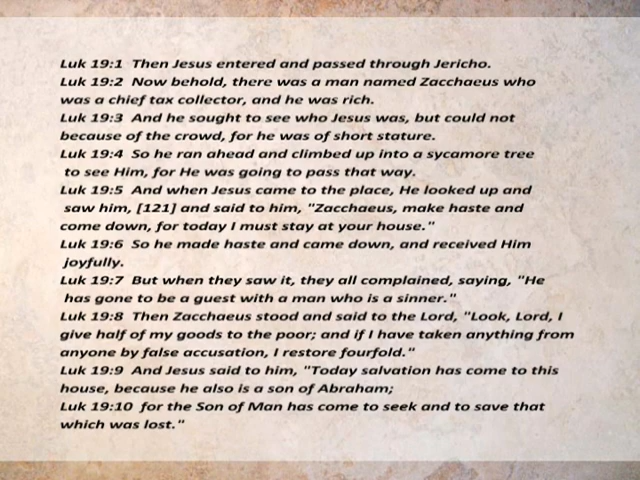 Luk 19:1  Then Jesus entered and passed through Jericho.
Luk 19:2  Now behold, there was a man named Zacchaeus who
was a chief tax collector, and he was rich.
Luk 19:3  And he sought to see who Jesus was, but could not
because of the crowd, for he was of short stature.
Luk 19:4  So he ran ahead and climbed up into a sycamore tree
to see Him, for He was going to pass that way.
Luk 19:5  And when Jesus came to the place, He looked up and
saw him, [121] and said to him, "Zacchaeus, make haste and
come down, for today I must stay at your house."
Luk 19:6  So he made haste and came down, and received Him
joyfully.
Luk 19:7  But when they saw it, they all complained, saying, "He
has gone to be a guest with a man who is a sinner."
Luk 19:8  Then Zacchaeus stood and said to the Lord, "Look, Lord, I
give half of my goods to the poor; and if I have taken anything from
anyone by false accusation, I restore fourfold."
Luk 19:9  And Jesus said to him, "Today salvation has come to this
house, because he also is a son of Abraham;
Luk 19:10  for the Son of Man has come to seek and to save that
which was lost."